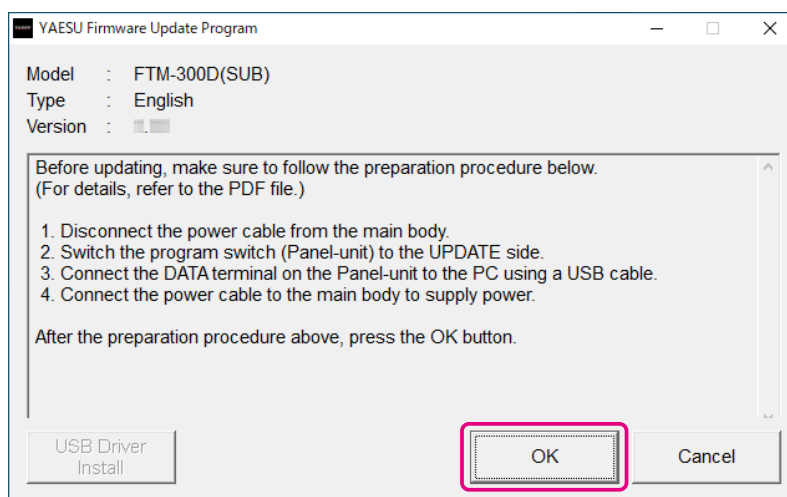 YAESU Firmware Update Program
Model : FTM-300D(SUB)
Type : English
Version :
Before updating, make sure to follow the preparation procedure below.
(For details, refer to the PDF file.)
1. Disconnect the power cable from the main body.
2. Switch the program switch (Panel-unit) to the UPDATE side.
3. Connect the DATA terminal on the Panel-unit to the PC using a USB cable.
4. Connect the power cable to the main body to supply power.
After the preparation procedure above, press the OK button.
USB Driver
Install
OK
Cancel